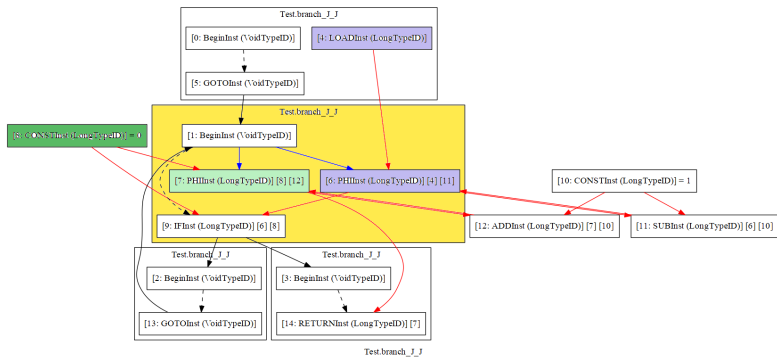 Test.branch_J_J
[0: BeginInst (VoidTypeID)]
[4: LOADInst (LongTypeID)]
[5: GOTOInst (VoidTypeID)]
Test.branch_J_J
[8: CONSTInst (LongTypeID)] = 0
[1: BeginInst (VoidTypeID)]
[7: PHIInst (LongTypeID)] [8] [12]
[6: PHIInst (LongTypeID)] [4] [11]
[10: CONSTInst (LongTypeID)] = 1
[9: IFInst (LongTypeID)] [6] [8]
[12: ADDInst (LongTypeID)] [7] [10]
[11: SUBInst (LongTypeID)] [6] [10]
Test.branch_J_J
Test.branch_J_J
[2: BeginInst (VoidTypeID)]
[3: BeginInst (VoidTypeID)]
[13: GOTOInst (VoidTypeID)]
[14: RETURNInst (LongTypeID)] [7]
Test.branch_J_J